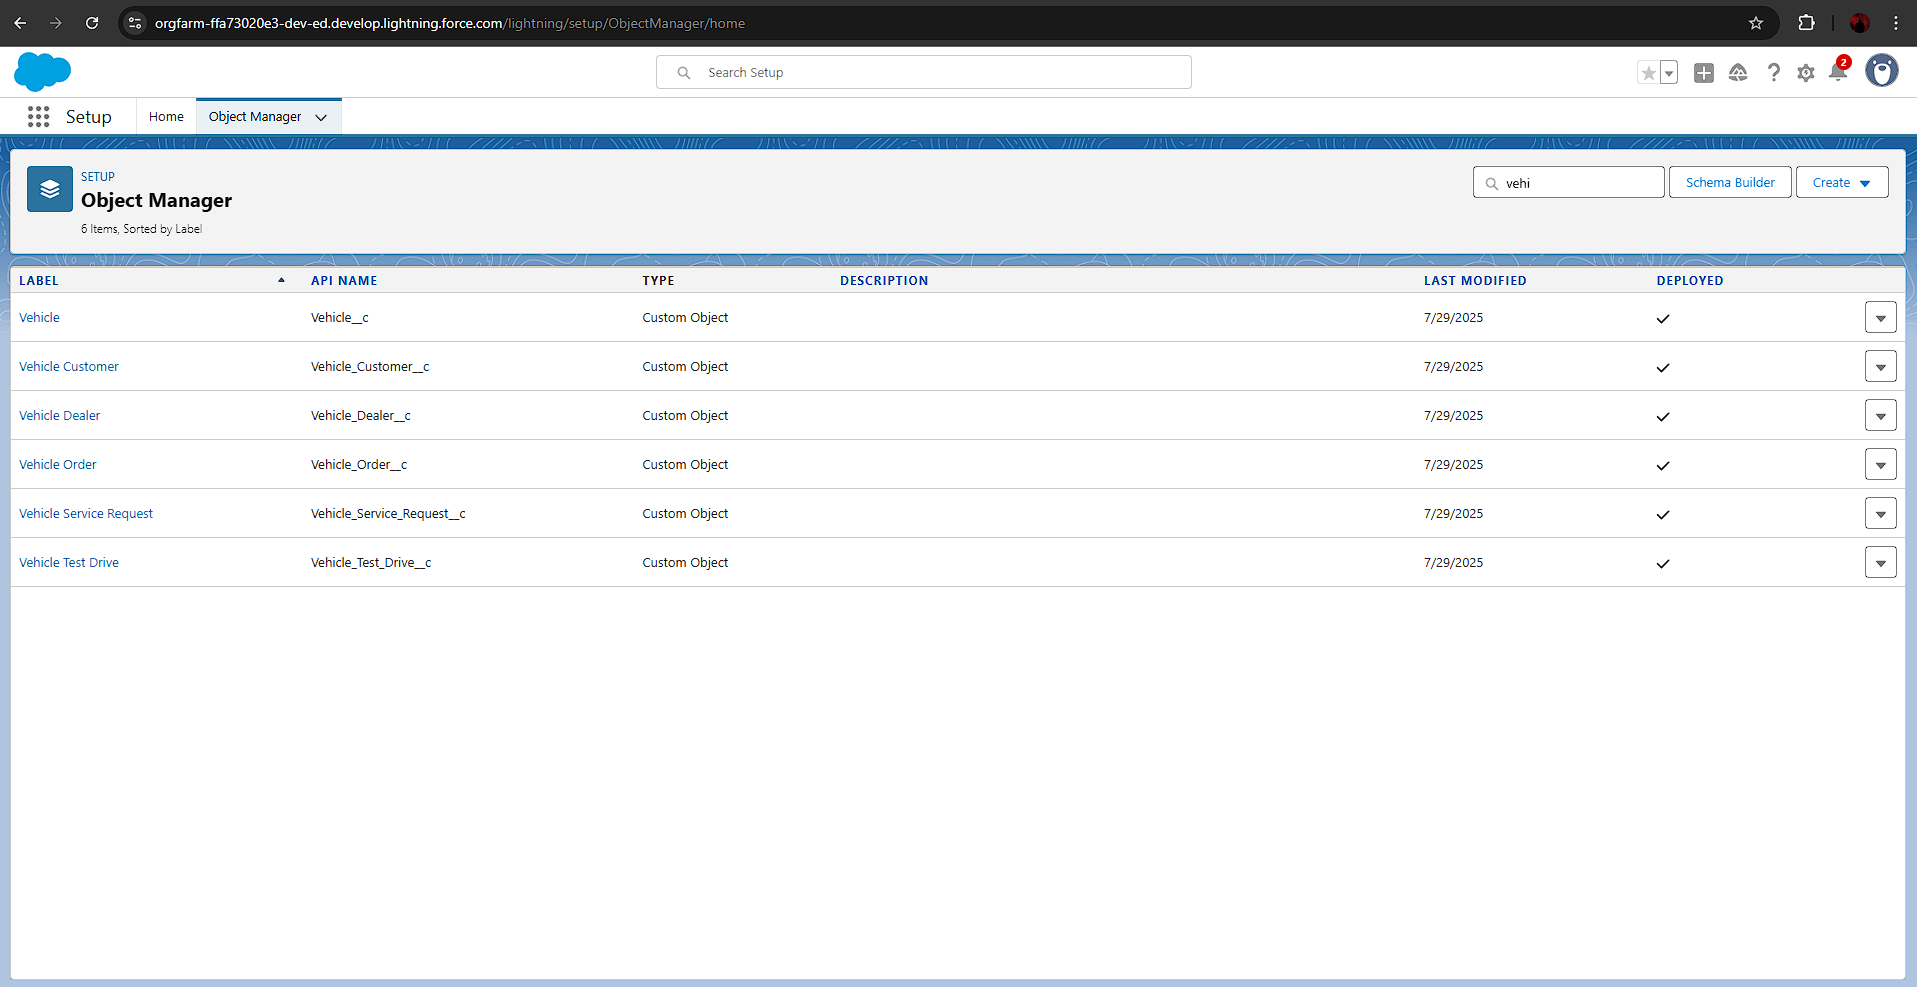 orgfarm-ffa73020e3-dev-ed.develop.lightning.force.com/lightning/setup/ObjectManager/home
Search Setup
2
Setup Home Object Manager
SETUP
Object Manager
6 Items, Sorted by Label
vehi Schema Builder Create
LABEL API NAME TYPE DESCRIPTION LAST MODIFIED DEPLOYED
Vehicle Vehicle__c Custom Object 7/29/2025
Vehicle Customer Vehicle_Customer__c Custom Object 7/29/2025
Vehicle Dealer Vehicle_Dealer__c Custom Object 7/29/2025
Vehicle Order Vehicle_Order__c Custom Object 7/29/2025
Vehicle Service Request Vehicle_Service_Request__c Custom Object 7/29/2025
Vehicle Test Drive Vehicle_Test_Drive__c Custom Object 7/29/2025